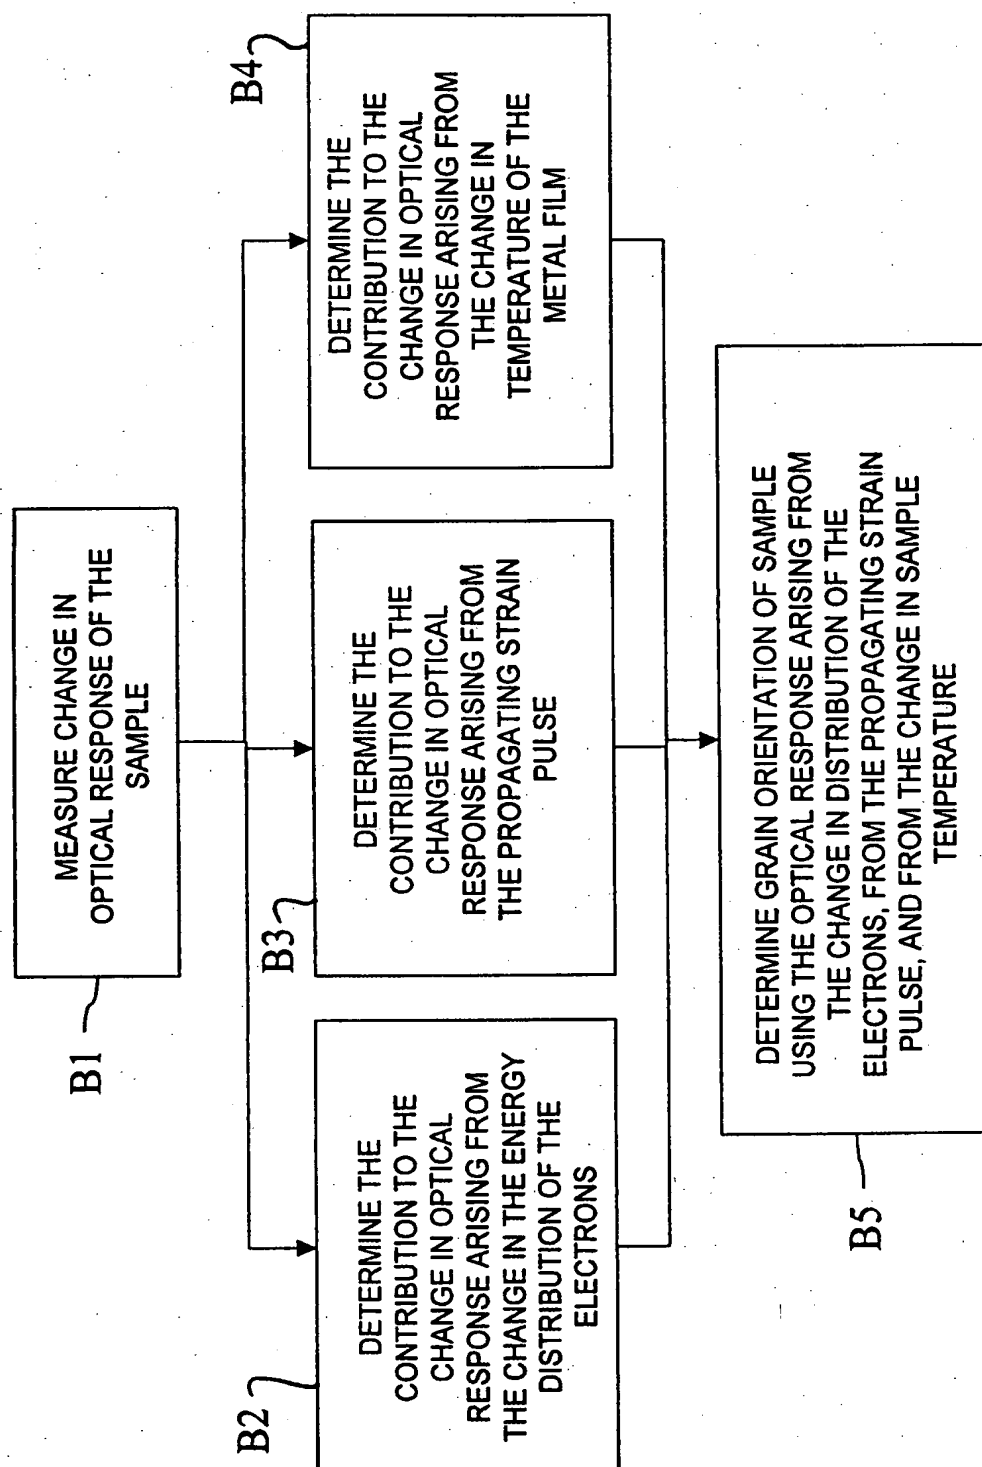 B1
MEASURE CHANGE IN
OPTICAL RESPONSE OF THE
SAMPLE
B2
DETERMINE THE
CONTRIBUTION TO THE
CHANGE IN OPTICAL
RESPONSE ARISING FROM
THE CHANGE IN THE ENERGY
DISTRIBUTION OF THE
ELECTRONS
B3
DETERMINE THE
CONTRIBUTION TO THE
CHANGE IN OPTICAL
RESPONSE ARISING FROM
THE PROPAGATING STRAIN
PULSE
B4
DETERMINE THE
CONTRIBUTION TO THE
CHANGE IN OPTICAL
RESPONSE ARISING FROM
THE CHANGE IN
TEMPERATURE OF THE
METAL FILM
B5
DETERMINE GRAIN ORIENTATION OF SAMPLE
USING THE OPTICAL RESPONSE ARISING FROM
THE CHANGE IN DISTRIBUTION OF THE
ELECTRONS, FROM THE PROPAGATING STRAIN
PULSE, AND FROM THE CHANGE IN SAMPLE
TEMPERATURE